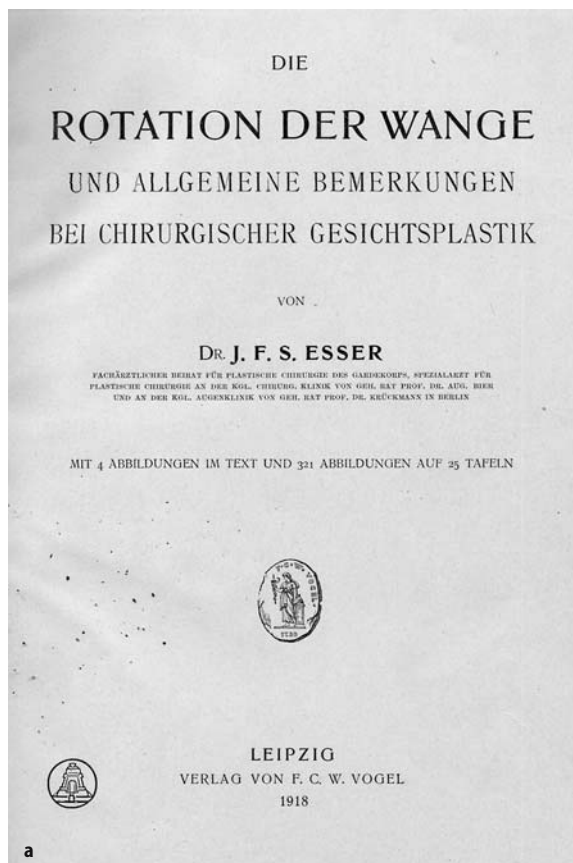 DIE
ROTATION DER WANGE
UND ALLGEMEINE BEMERKUNGEN
BEI CHIRURGISCHER GESICHTSPLASTIK
VON
DR. J. F. S. ESSER
FACHÄRZTLICHER BEIRAT FÜR PLASTISCHE CHIRURGIE DES GARDEKORPS, SPEZIALARZT FÜR
PLASTISCHE CHIRURGIE AN DER KGL. CHIRURG. KLINIK VON GEH. RAT PROF. DR. AUG. BIER
UND AN DER KGL. AUGENKLINIK VON GEH. RAT PROF. DR. KRÜCKMANN IN BERLIN
MIT 4 ABBILDUNGEN IM TEXT UND 321 ABBILDUNGEN AUF 25 TAFELN
F · C · W · VOGEL ·
LEIPZIG
VERLAG VON F. C. W. VOGEL
1918
a